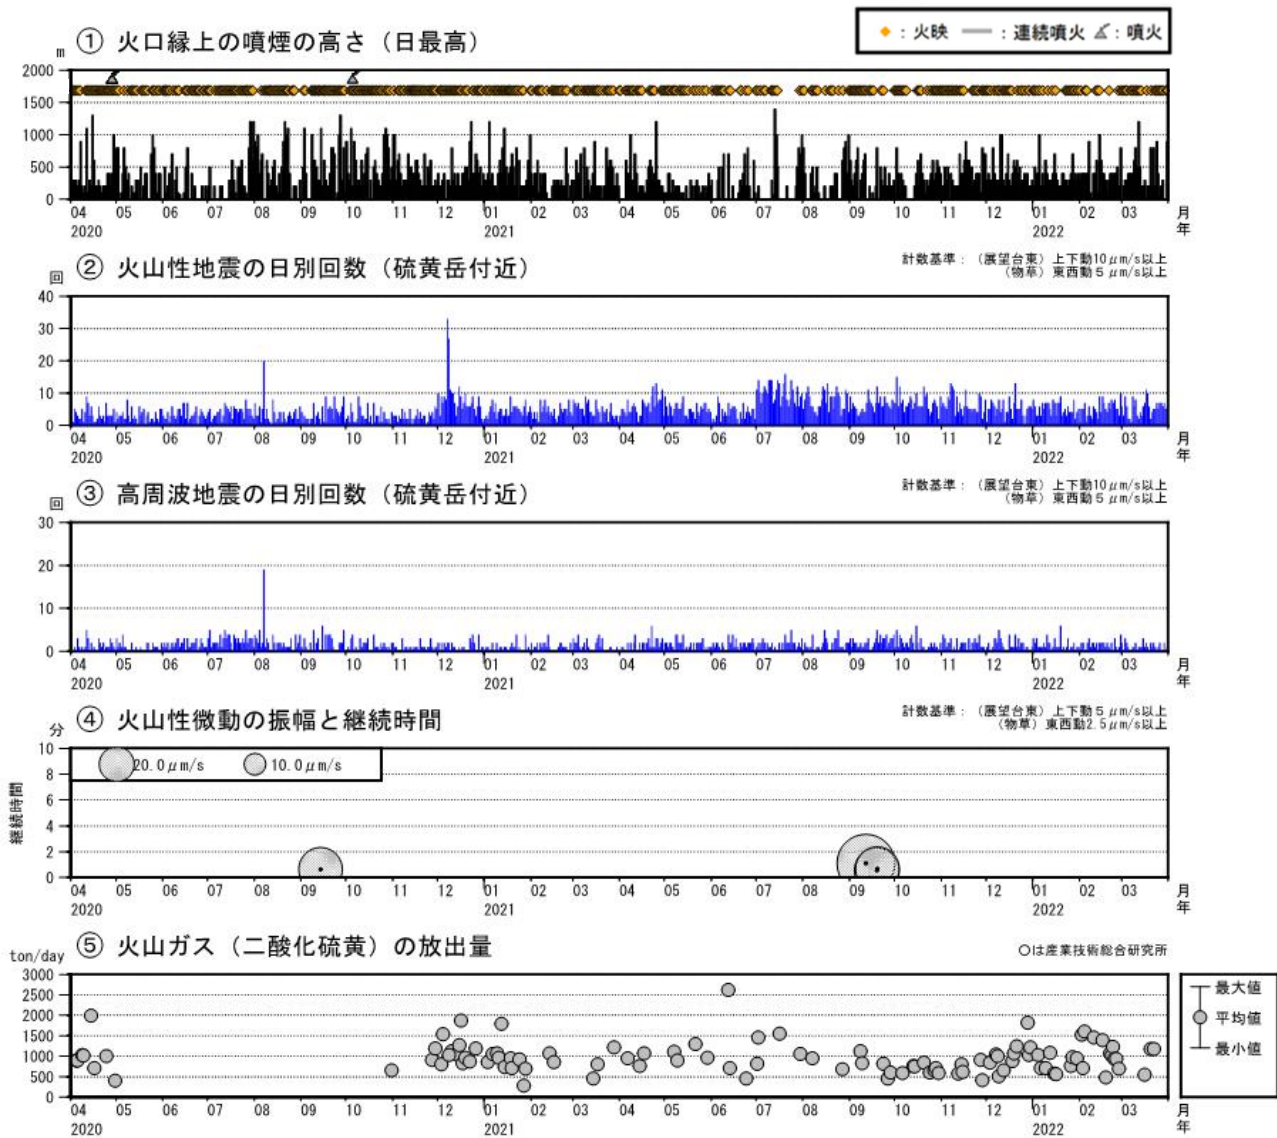 ◆：火映　―：連続噴火　：噴火
① 火口縁上の噴煙の高さ（日最高）
m
2000
1500
1000
500
0
04 05 06 07 08 09 10 11 12 01 02 03 04 05 06 07 08 09 10 11 12 01 02 03 月
2020 2021 2022 年
② 火山性地震の日別回数（硫黄岳付近）
計数基準：（展望台東）上下動10μm/s以上
（物草）東西動5μm/s以上
回
40
30
20
10
0
04 05 06 07 08 09 10 11 12 01 02 03 04 05 06 07 08 09 10 11 12 01 02 03 月
2020 2021 2022 年
③ 高周波地震の日別回数（硫黄岳付近）
計数基準：（展望台東）上下動10μm/s以上
（物草）東西動5μm/s以上
回
30
20
10
0
04 05 06 07 08 09 10 11 12 01 02 03 04 05 06 07 08 09 10 11 12 01 02 03 月
2020 2021 2022 年
④ 火山性微動の振幅と継続時間
計数基準：（展望台東）上下動5μm/s以上
（物草）東西動2.5μm/s以上
分
継続時間
20.0μm/s 10.0μm/s
10
8
6
4
2
0
04 05 06 07 08 09 10 11 12 01 02 03 04 05 06 07 08 09 10 11 12 01 02 03 月
2020 2021 2022 年
⑤ 火山ガス（二酸化硫黄）の放出量
○は産業技術総合研究所
ton/day
3000
2500
2000
1500
1000
500
0
04 05 06 07 08 09 10 11 12 01 02 03 04 05 06 07 08 09 10 11 12 01 02 03 月
2020 2021 2022 年
最大値
平均値
最小値